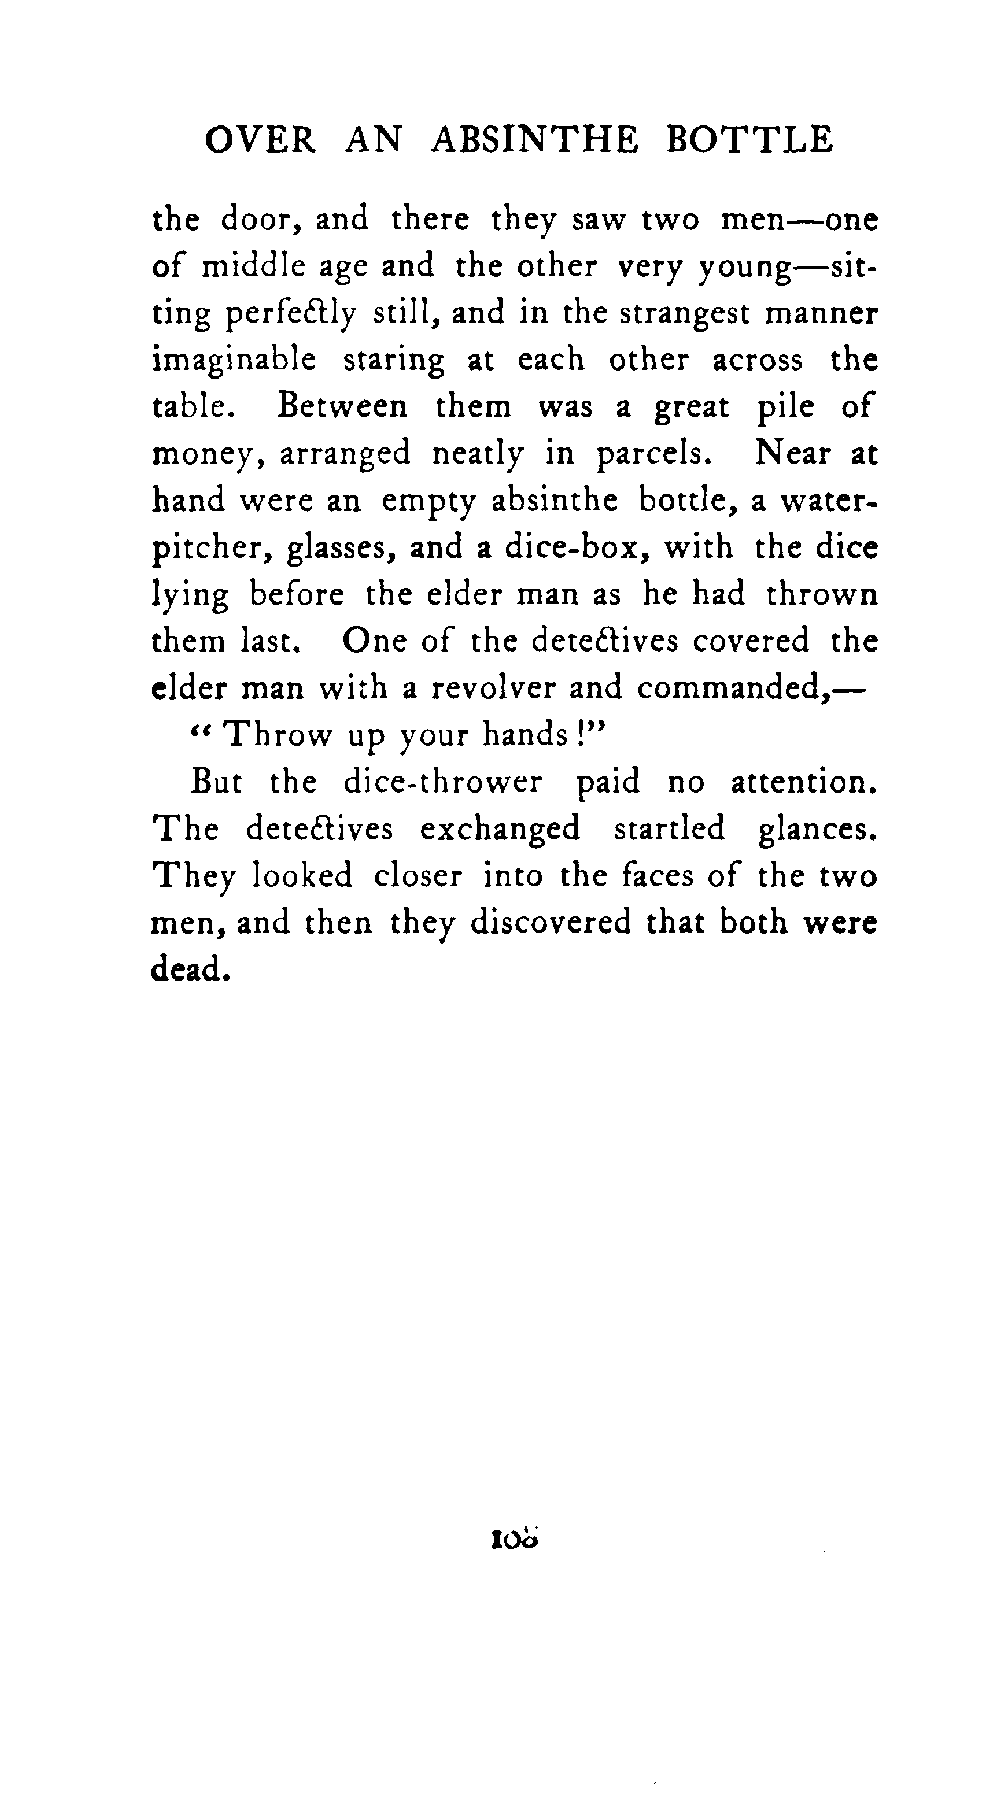 OVER AN ABSINTHE BOTTLE
the door, and there they saw two men—one
of middle age and the other very young—sit-
ting perfectly still, and in the strangest manner
imaginable staring at each other across the
table. Between them was a great pile of
money, arranged neatly in parcels. Near at
hand were an empty absinthe bottle, a water-
pitcher, glasses, and a dice-box, with the dice
lying before the elder man as he had thrown
them last. One of the detectives covered the
elder man with a revolver and commanded,—
“ Throw up your hands !”
But the dice-thrower paid no attention.
The detectives exchanged startled glances.
They looked closer into the faces of the two
men, and then they discovered that both were
dead.
108